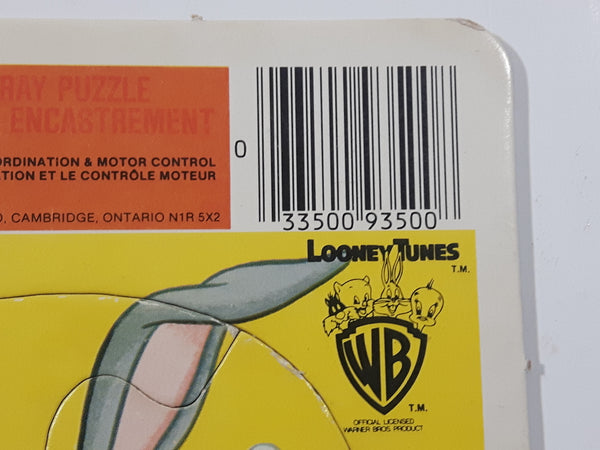 RAY PUZZLE
ENCASTREMENT
ORDINATION & MOTOR CONTROL
TION ET LE CONTRÔLE MOTEUR
, CAMBRIDGE, ONTARIO N1R 5X2
0
33500 93500
LOONEY TUNES
T.M.
WB
T.M.
OFFICIAL LICENSED
WARNER BROS PRODUCT